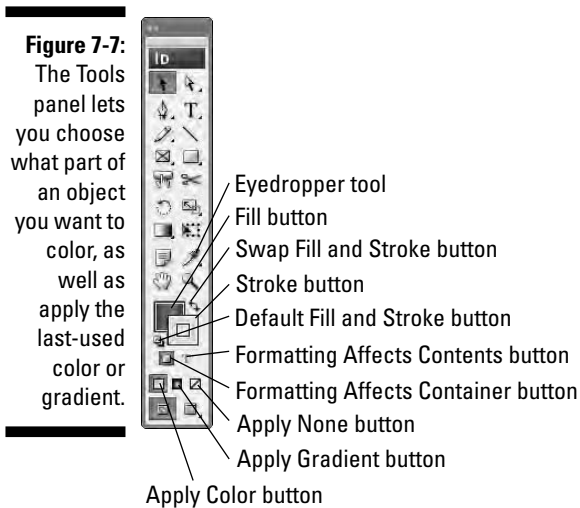 Figure 7-7:
The Tools
panel lets
you choose
what part of
an object
you want to
color, as
well as
apply the
last-used
color or
gradient.
ID
T
Eyedropper tool
Fill button
Swap Fill and Stroke button
Stroke button
Default Fill and Stroke button
Formatting Affects Contents button
Formatting Affects Container button
Apply None button
Apply Gradient button
Apply Color button